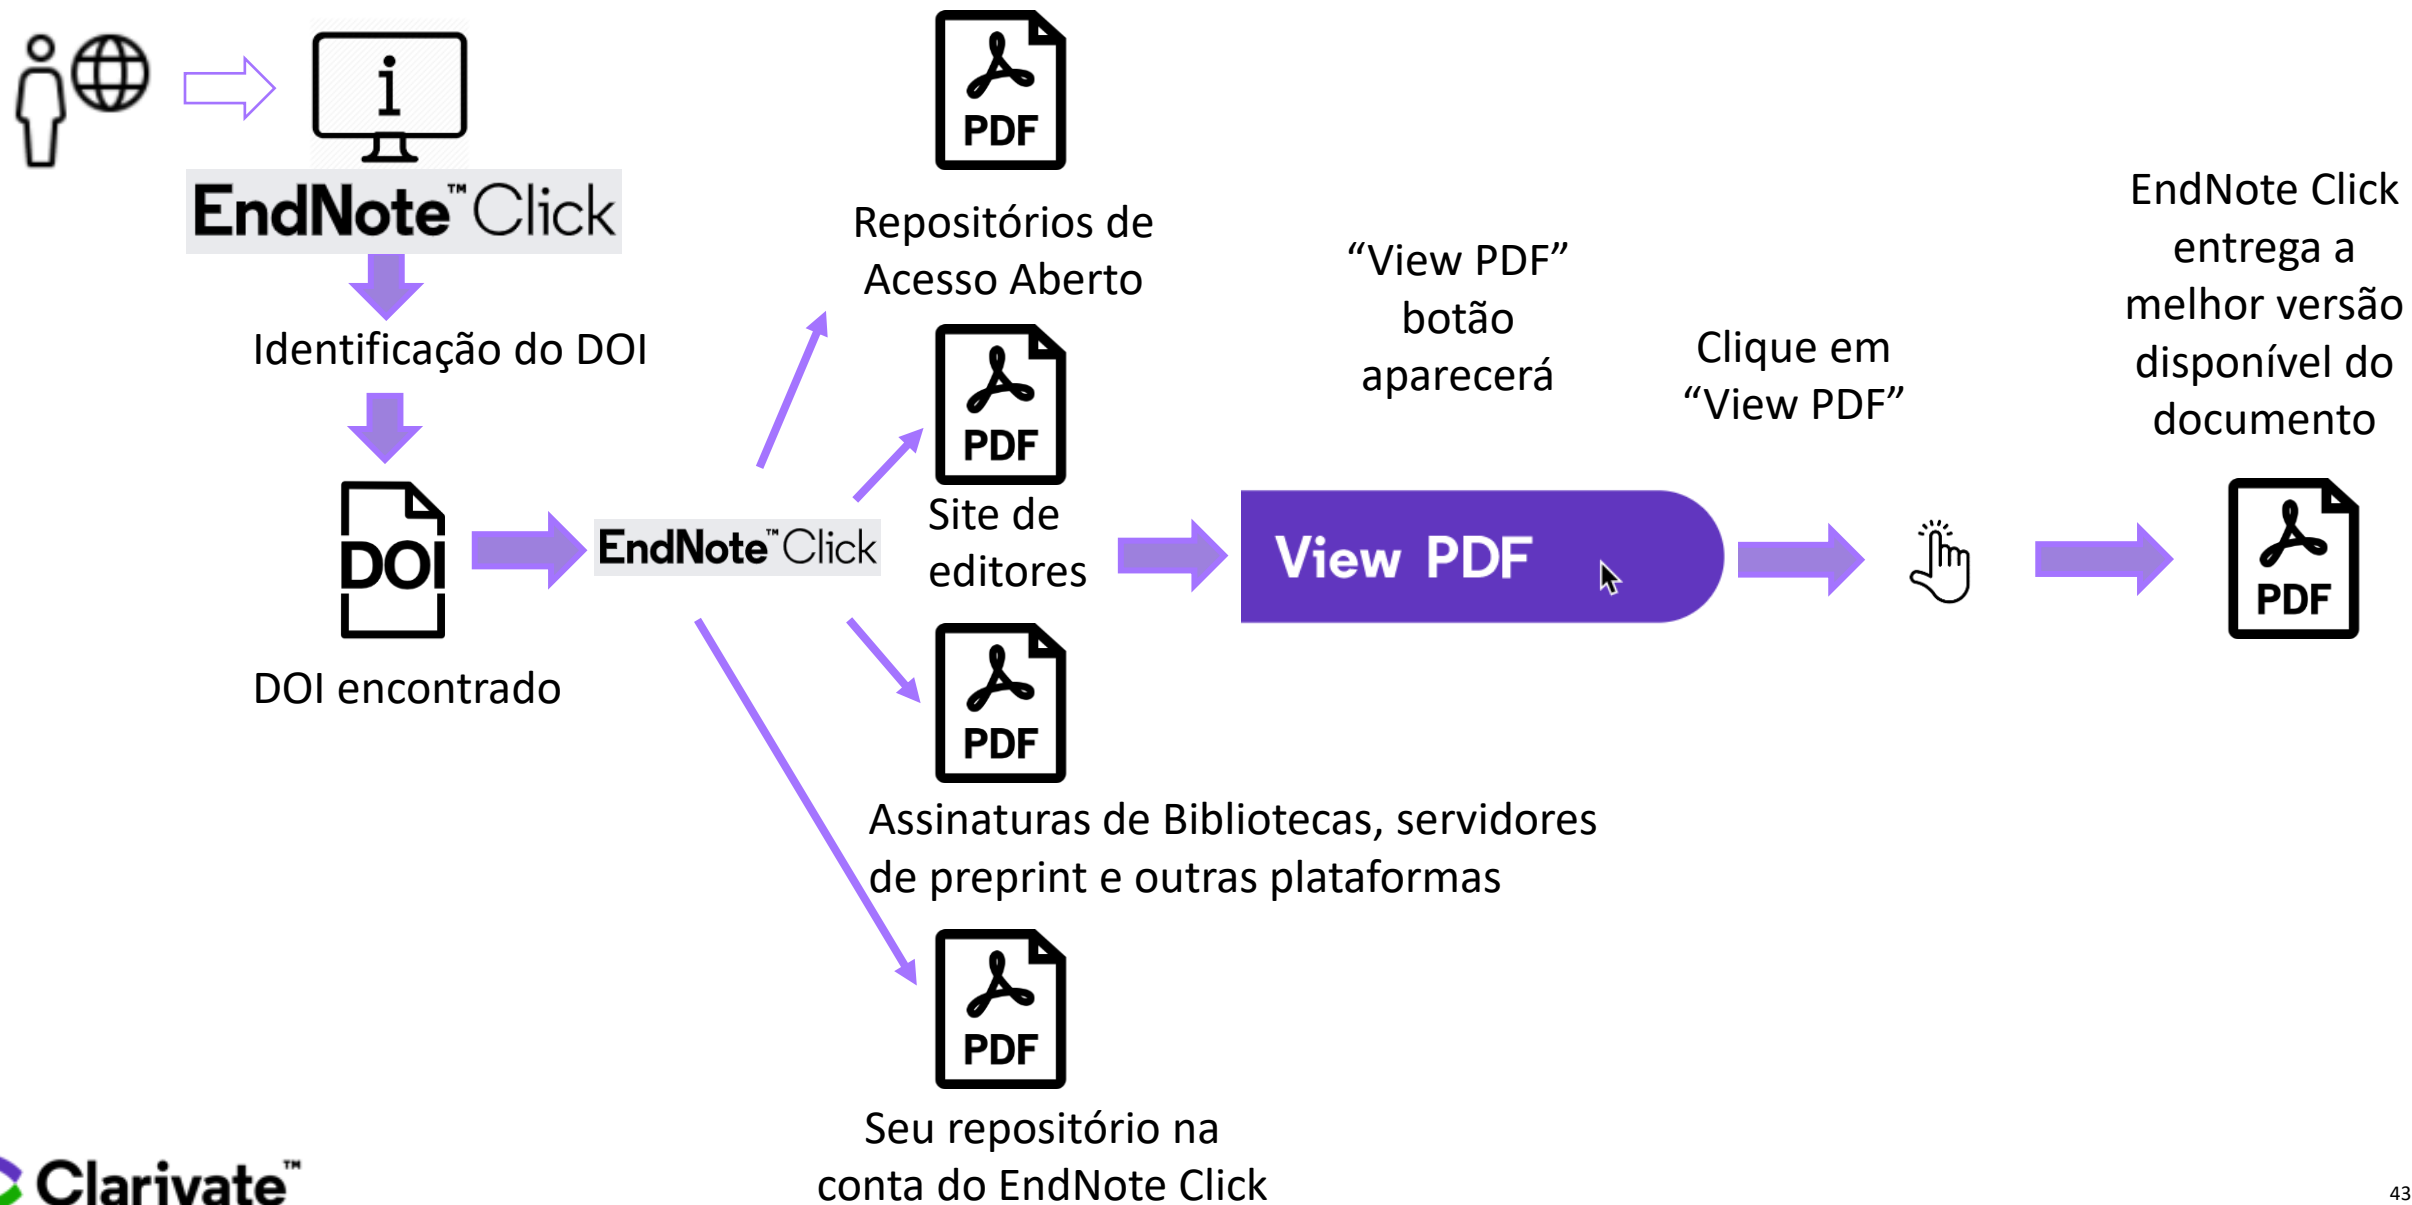 i
EndNote™ Click
Identificação do DOI
DOI
DOI encontrado
EndNote™ Click
PDF
Repositórios de
Acesso Aberto
PDF
Site de
editores
PDF
Assinaturas de Bibliotecas, servidores
de preprint e outras plataformas
PDF
Seu repositório na
conta do EndNote Click
“View PDF”
botão
aparecerá
View PDF
Clique em
“View PDF”
EndNote Click
entrega a
melhor versão
disponível do
documento
PDF
Clarivate™
43